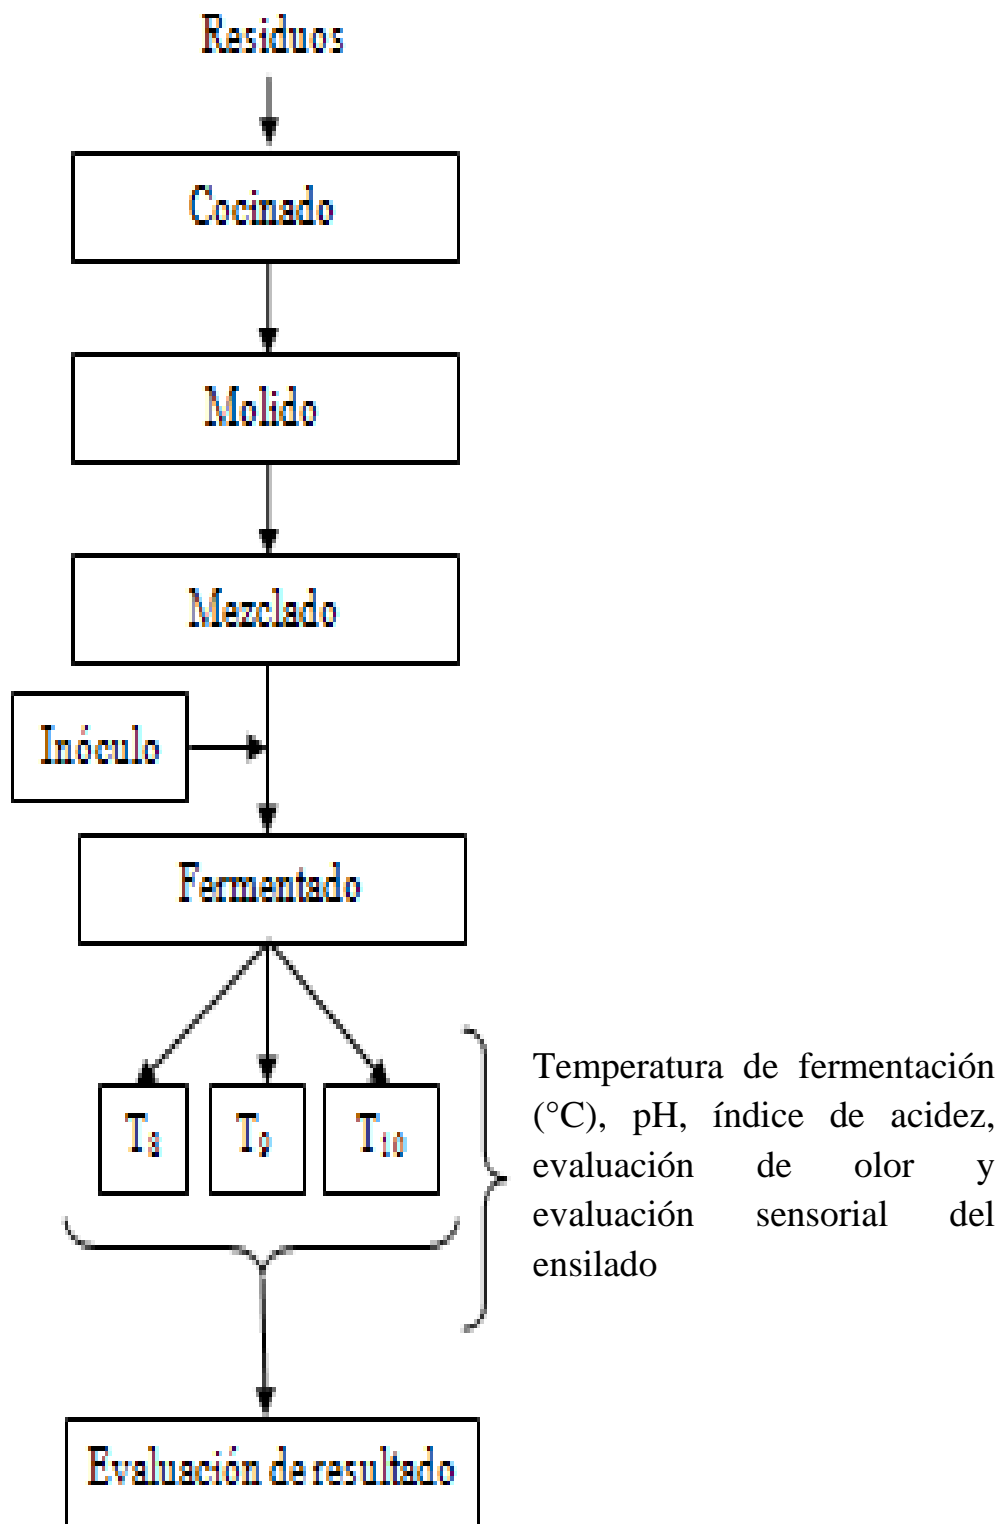 Residuos
Cocinado
Molido
Mezclado
Inóculo
Fermentado
T₈
T₉
T₁₀
Temperatura de fermentación
(°C), pH, índice de acidez,
evaluación de olor y
evaluación sensorial del
ensilado
Evaluación de resultado